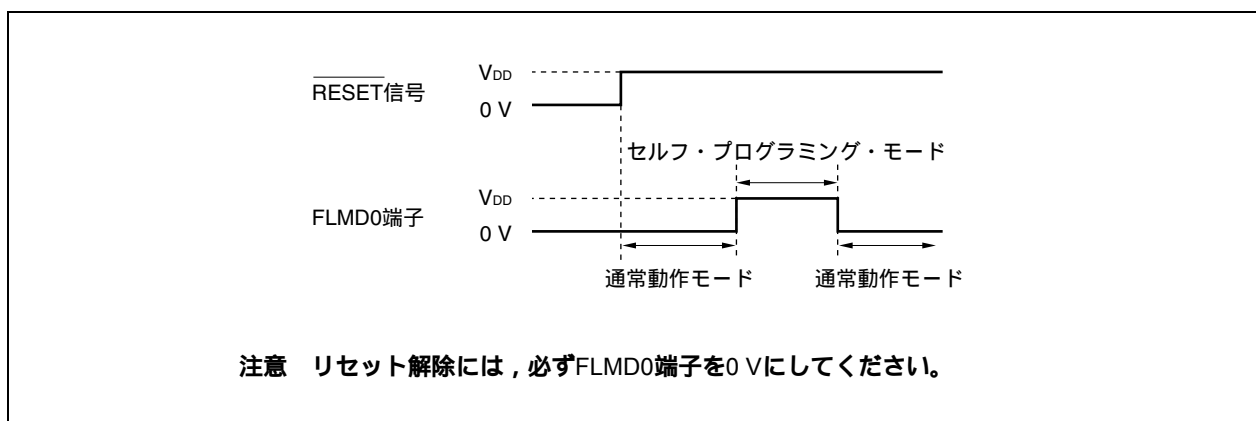 RESET信号
VDD
0 V
セルフ・プログラミング・モード
FLMD0端子
VDD
0 V
通常動作モード
通常動作モード
注意 リセット解除には，必ずFLMD0端子を0 Vにしてください。